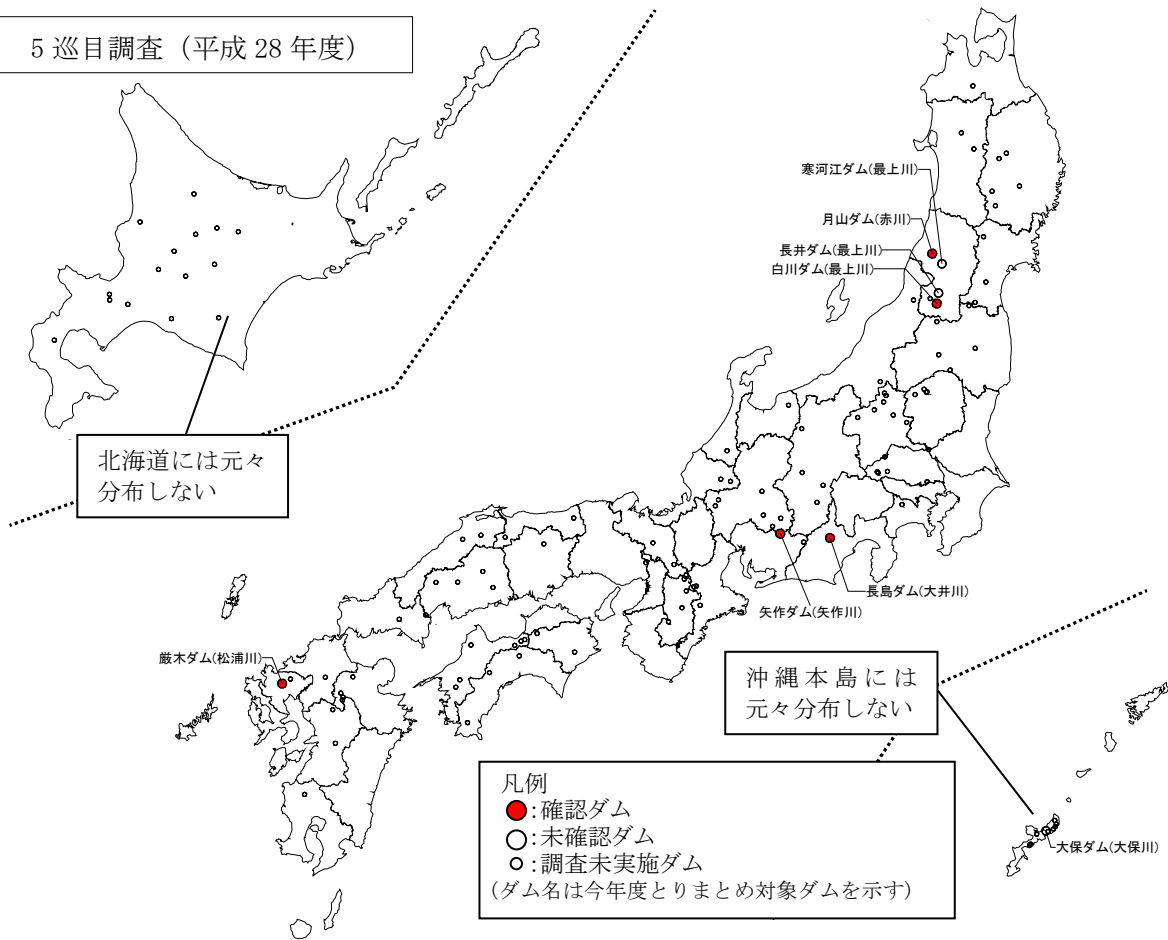 5 巡目調査（平成 28 年度）
寒河江ダム(最上川)
月山ダム(赤川)
長井ダム(最上川)
白川ダム(最上川)
北海道には元々
分布しない
長島ダム(大井川)
矢作ダム(矢作川)
厳木ダム(松浦川)
沖縄本島には
元々分布しない
凡例
:確認ダム
:未確認ダム
:調査未実施ダム
(ダム名は今年度とりまとめ対象ダムを示す)
大保ダム(大保川)